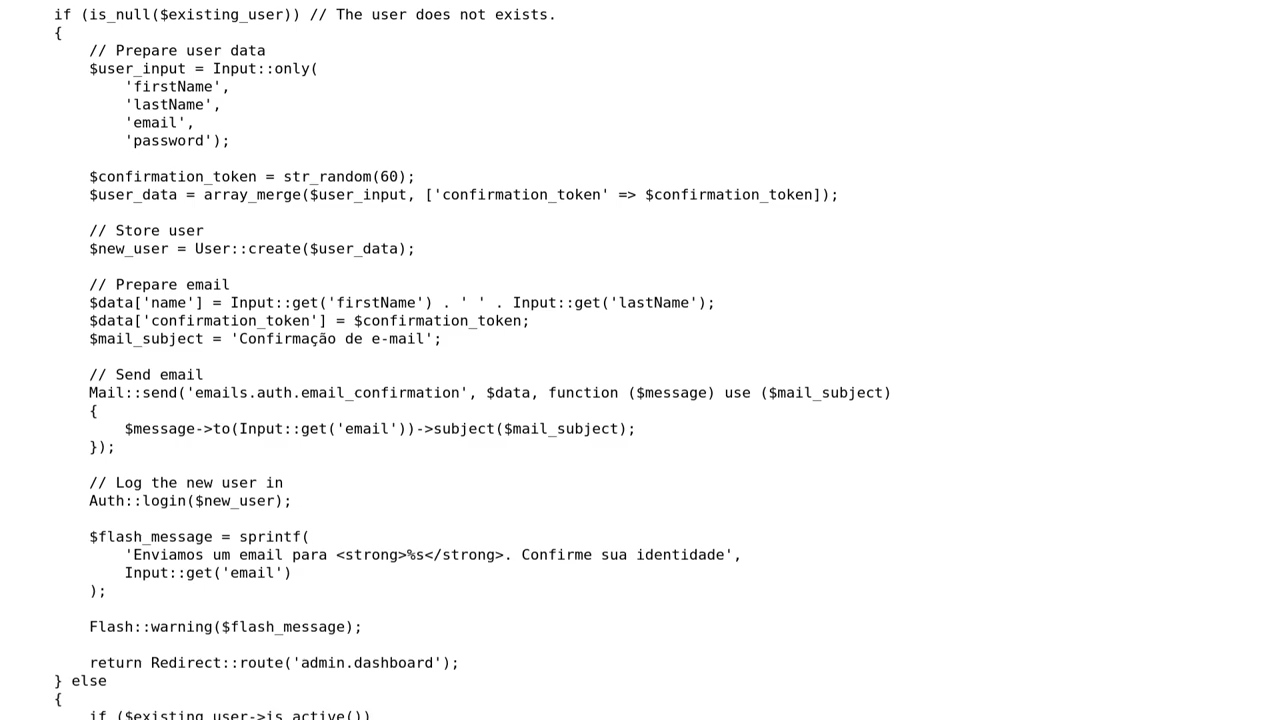 if (is_null($existing_user)) // The user does not exists.
{
// Prepare user data
$user_input = Input::only(
'firstName',
'lastName',
'email',
'password');
$confirmation_token = str_random(60);
$user_data = array_merge($user_input, ['confirmation_token' => $confirmation_token]);
// Store user
$new_user = User::create($user_data);
// Prepare email
$data['name'] = Input::get('firstName') . ' ' . Input::get('lastName');
$data['confirmation_token'] = $confirmation_token;
$mail_subject = 'Confirmação de e-mail';
// Send email
Mail::send('emails.auth.email_confirmation', $data, function ($message) use ($mail_subject)
{
$message->to(Input::get('email'))->subject($mail_subject);
});
// Log the new user in
Auth::login($new_user);
$flash_message = sprintf(
'Enviamos um email para <strong>%s</strong>. Confirme sua identidade',
Input::get('email')
);
Flash::warning($flash_message);
return Redirect::route('admin.dashboard');
} else
{
if ($existing_user->is_active())